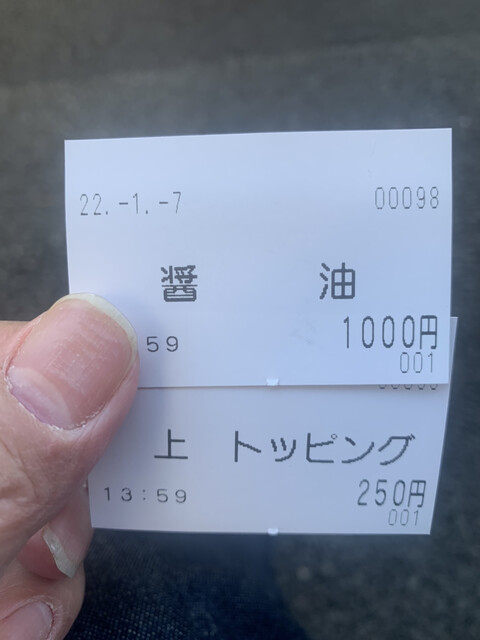 22.-1.-7 00098
醤 油
59 1000円
001
上 トッピング
13:59 250円
001